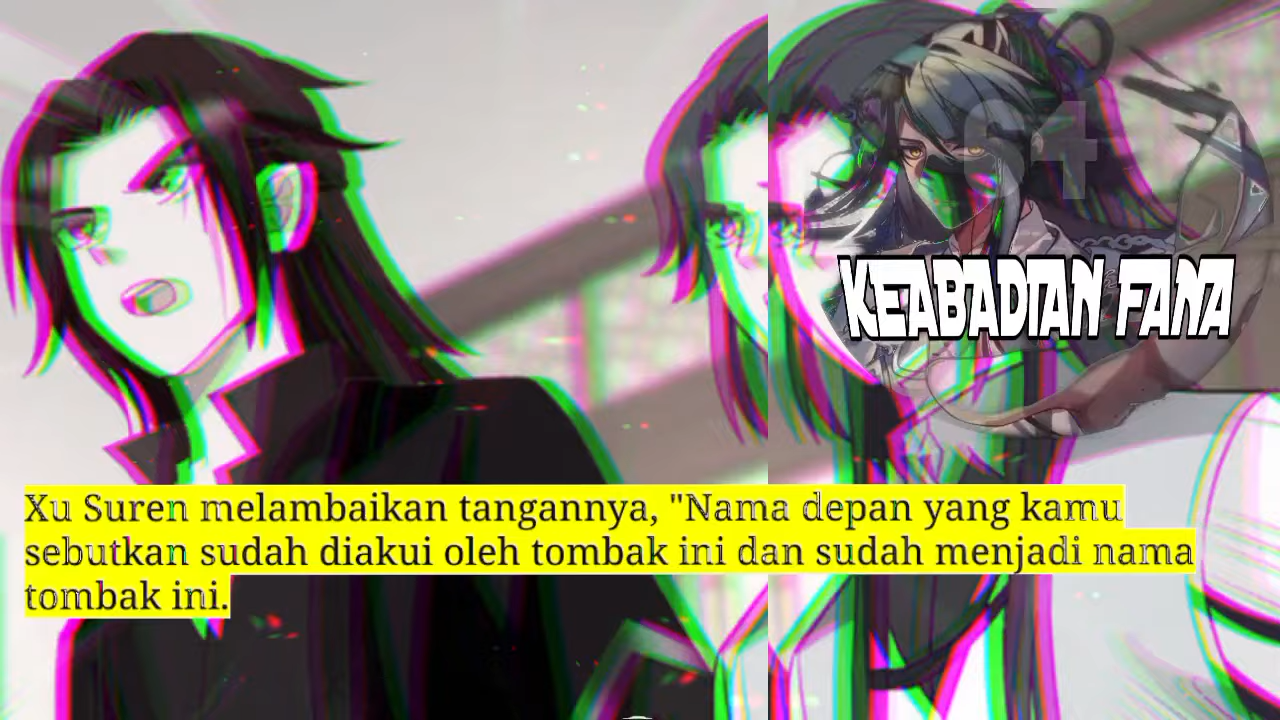 KEABADIAN FANA
Xu Suren melambaikan tangannya, "Nama depan yang kamu
sebutkan sudah diakui oleh tombak ini dan sudah menjadi nama
tombak ini.